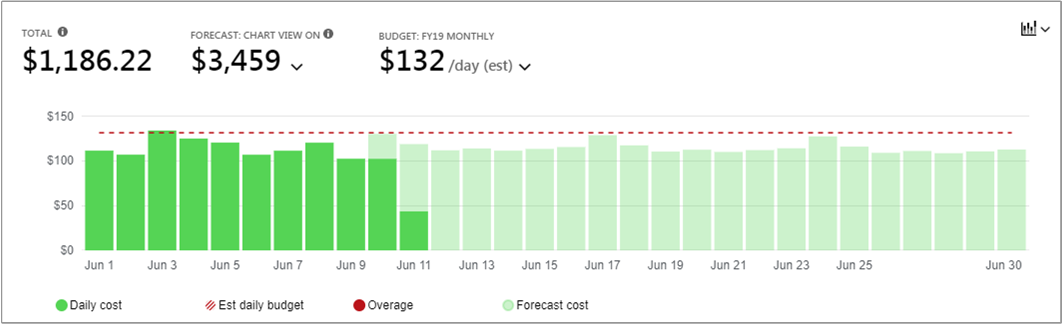 TOTAL
FORECAST: CHART VIEW ON
BUDGET: FY19 MONTHLY
$1,186.22
$3,459
$132 /day (est)
$150
$100
$50
$0
Jun 1 Jun 3 Jun 5 Jun 7 Jun 9 Jun 11 Jun 13 Jun 15 Jun 17 Jun 19 Jun 21 Jun 23 Jun 25 Jun 30
Daily cost Est daily budget Overage Forecast cost